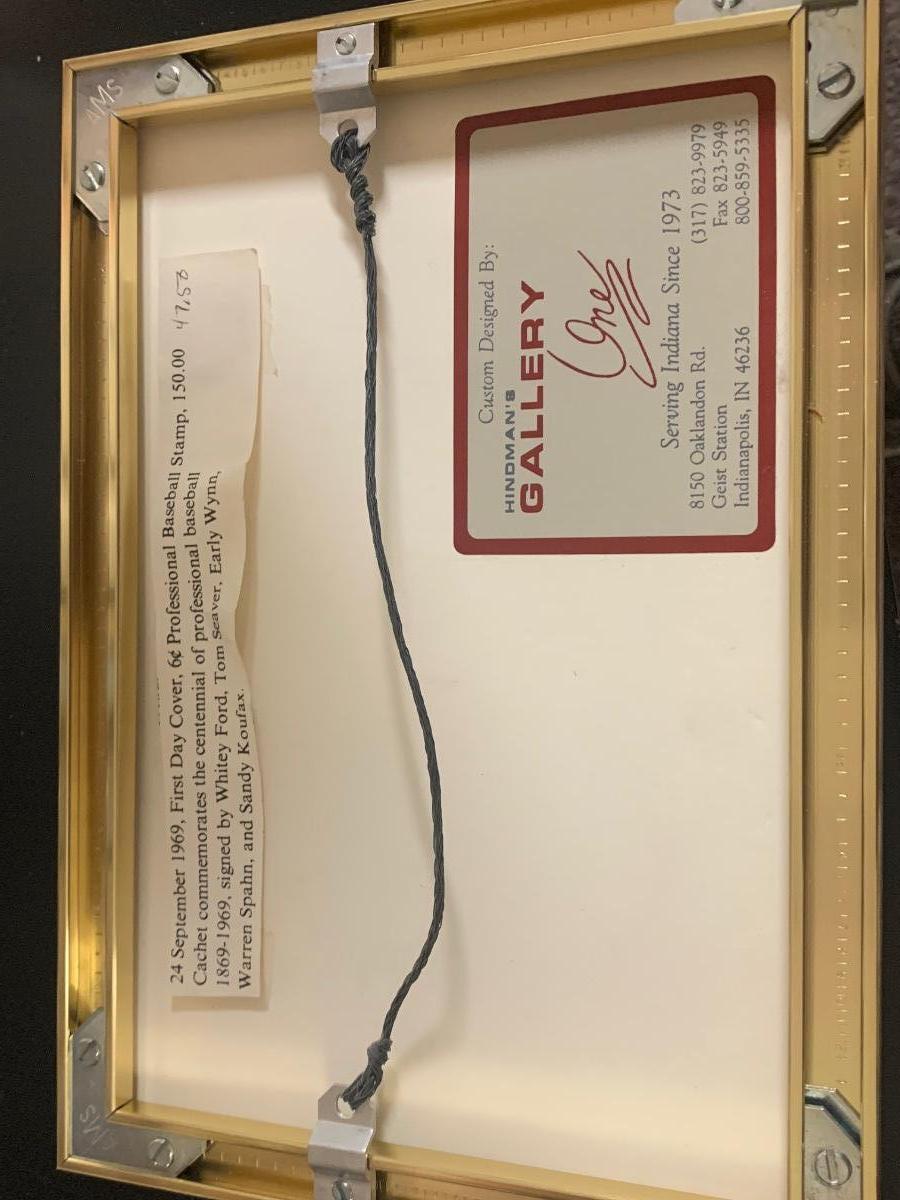 24 September 1969, First Day Cover, 6¢ Professional Baseball Stamp, 150.00 47.50
Cachet commemorates the centennial of professional baseball
1869-1969, signed by Whitey Ford, Tom Seaver, Early Wynn,
Warren Spahn, and Sandy Koufax.
Custom Designed By:
HINDMAN'S
GALLERY
One
Serving Indiana Since 1973
8150 Oaklandon Rd. (317) 823-9979
Geist Station Fax 823-5949
Indianapolis, IN 46236 800-859-5335
AMS
AMS